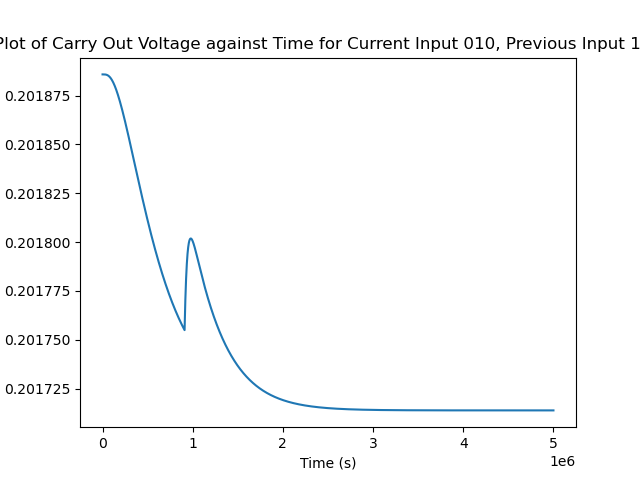 Plot of Carry Out Voltage against Time for Current Input 010, Previous Input 1
0.201875
0.201850
0.201825
0.201800
0.201775
0.201750
0.201725
0 1 2 3 4 5
1e6
Time (s)